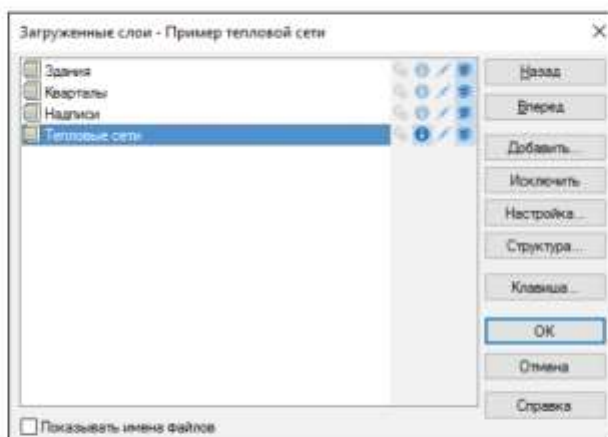 Загруженные слои - Пример тепловой сети
Здания
Кварталы
Надписи
Тепловые сети
Назад
Вперед
Добавить...
Исключить
Настройка...
Структура...
Клавиша...
OK
Отмена
Справка
Показывать имена файлов